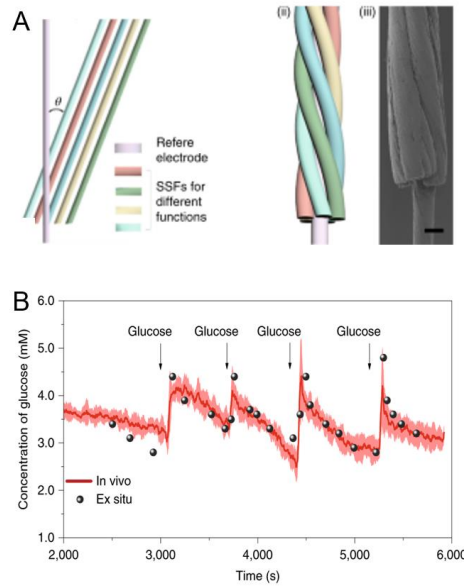 A
(ii)
(iii)
θ
Refere
electrode
SSFs for
different
functions
B
Concentration of glucose (mM)
6.0
5.0
4.0
3.0
2.0
1.0
Glucose
Glucose
Glucose
Glucose
In vivo
Ex situ
2,000
3,000
4,000
5,000
6,000
Time (s)